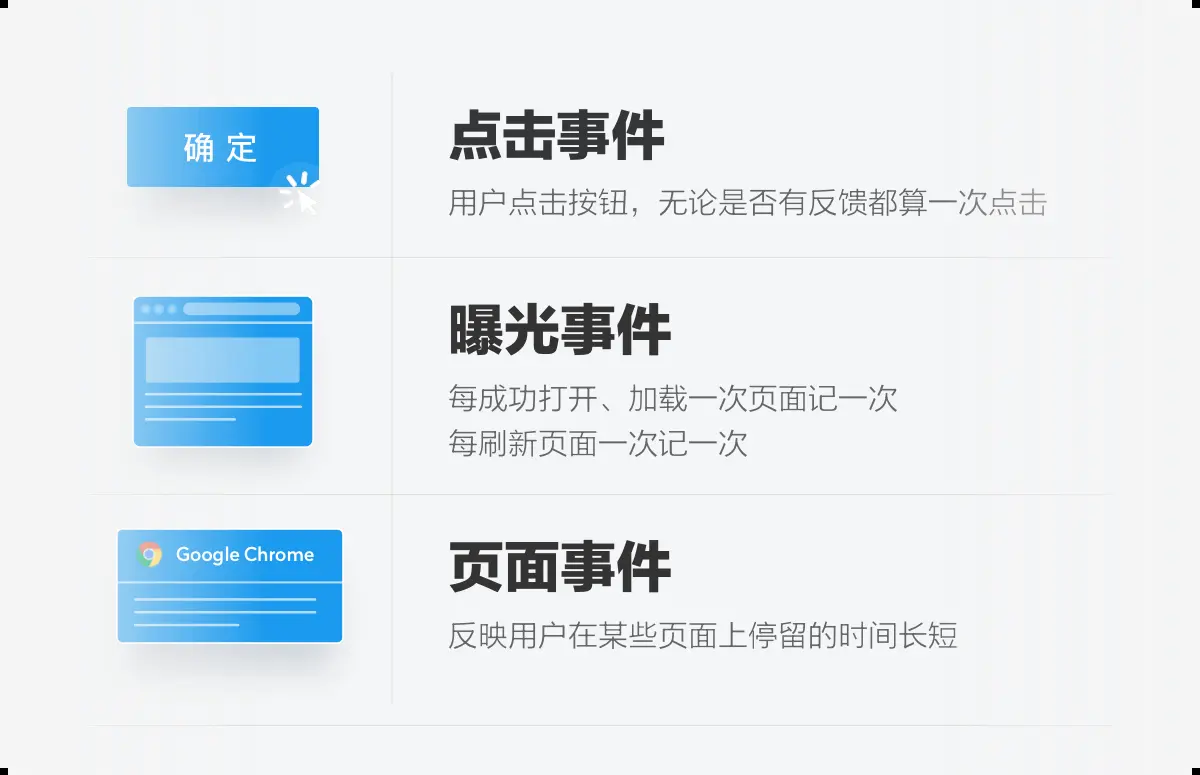 确定
点击事件
用户点击按钮，无论是否有反馈都算一次点击
曝光事件
每成功打开、加载一次页面记一次
每刷新页面一次记一次
Google Chrome
页面事件
反映用户在某些页面上停留的时间长短